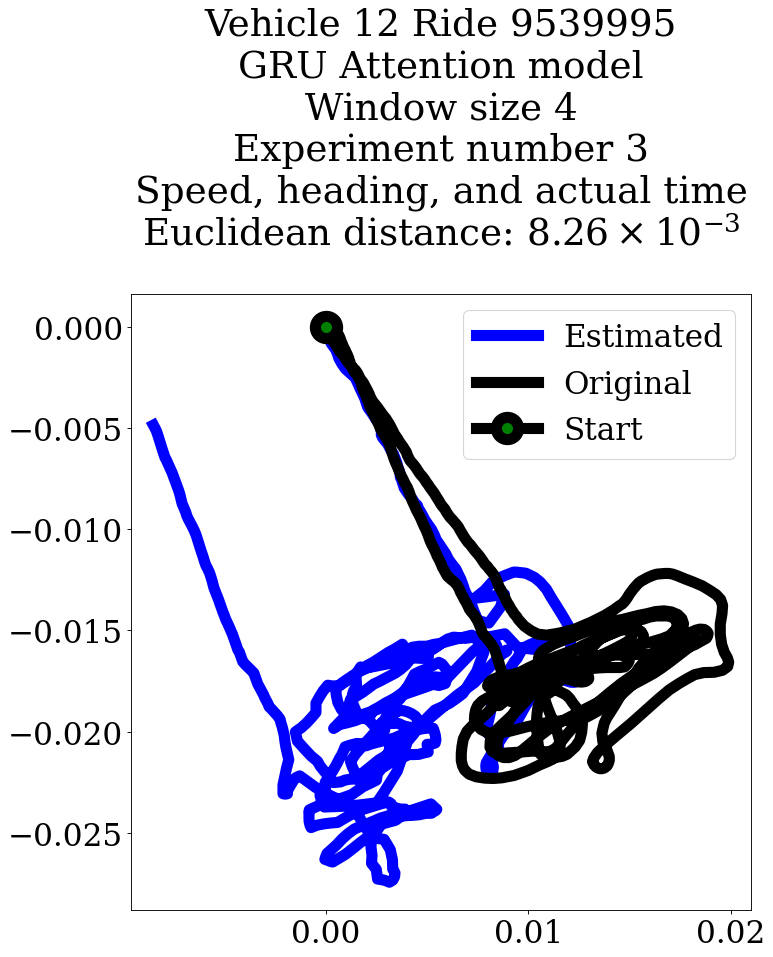 Vehicle 12 Ride 9539995
GRU Attention model
Window size 4
Experiment number 3
Speed, heading, and actual time
Euclidean distance: 8.26 × 10⁻³
Estimated
Original
Start
0.000
−0.005
−0.010
−0.015
−0.020
−0.025
0.00 0.01 0.02